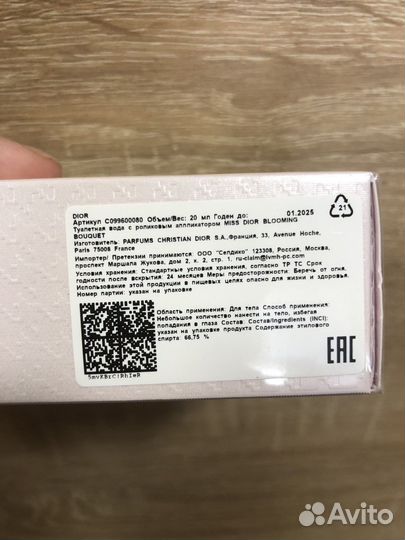 DIOR
Артикул C099600080 Объем/Вес: 20 мл Годен до: 01.2025
Туалетная вода с роликовым апппликатором MISS DIOR BLOOMING
BOUQUET
Изготовитель: PARFUMS CHRISTIAN DIOR S.A.,Франция, 33, Avenue Hoche,
Paris 75008 France
Импортер/ Претензии принимаются: ООО "Селдико" 123308, Россия, Москва,
проспект Маршала Жукова, дом 2, к. 2, стр. 1, ru-claim@lvmh-pc.com
Условия хранения: Стандартные условия хранения, согласно ТР ТС Срок
годности после вскрытия: 24 месяцев Меры предосторожности: Беречь от огня.
Использование этой продукты в пищевых целях опасно для жизни и здоровья.
Номер партии: указан на упаковке
21
Область применения: Для тела Способ применения:
Небольшое количество нанести на тело, избегая
попадания в глаза Состав: Состав/Ingredients (INCI):
указан на упаковке продукта Содержание этилового
спирта: 66,75 %
EAC
Avito